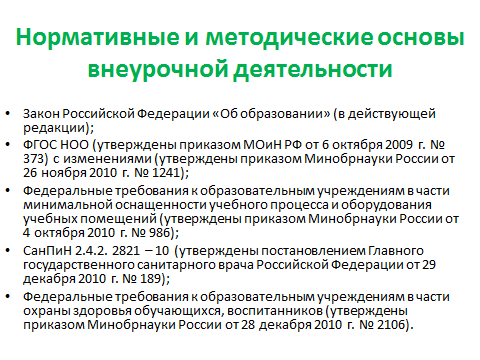 Нормативные и методические основы
внеурочной деятельности
• Закон Российской Федерации «Об образовании» (в действующей
редакции);
• ФГОС НОО (утверждены приказом МОиН РФ от 6 октября 2009 г. №
373) с изменениями (утверждены приказом Минобрнауки России от
26 ноября 2010 г. № 1241);
• Федеральные требования к образовательным учреждениям в части
минимальной оснащенности учебного процесса и оборудования
учебных помещений (утверждены приказом Минобрнауки России от
4 октября 2010 г. № 986);
• СанПиН 2.4.2. 2821 – 10 (утверждены постановлением Главного
государственного санитарного врача Российской Федерации от 29
декабря 2010 г. № 189);
• Федеральные требования к образовательным учреждениям в части
охраны здоровья обучающихся, воспитанников (утверждены
приказом Минобрнауки России от 28 декабря 2010 г. № 2106).